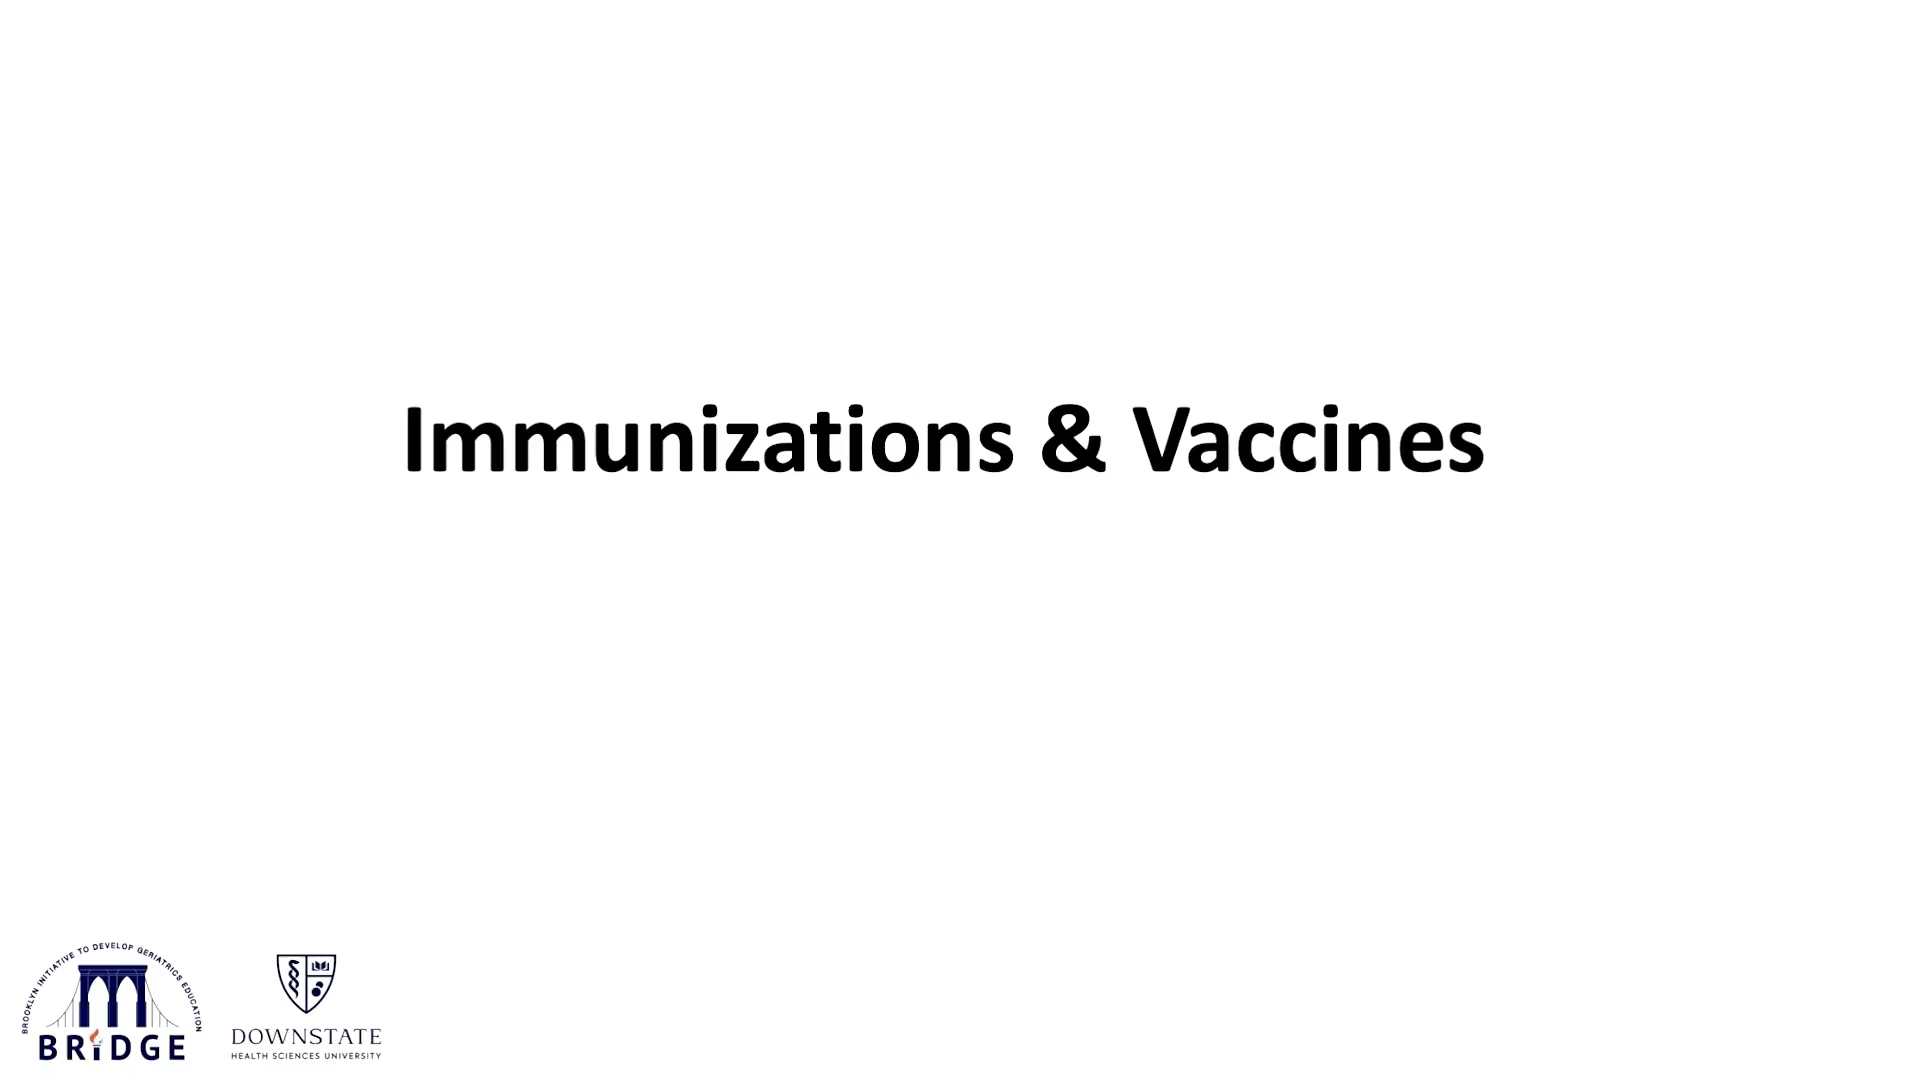 Immunizations & Vaccines
BROOKLYN INITIATIVE TO DEVELOP GERIATRICS EDUCATION
BRIDGE
DOWNSTATE
HEALTH SCIENCES UNIVERSITY